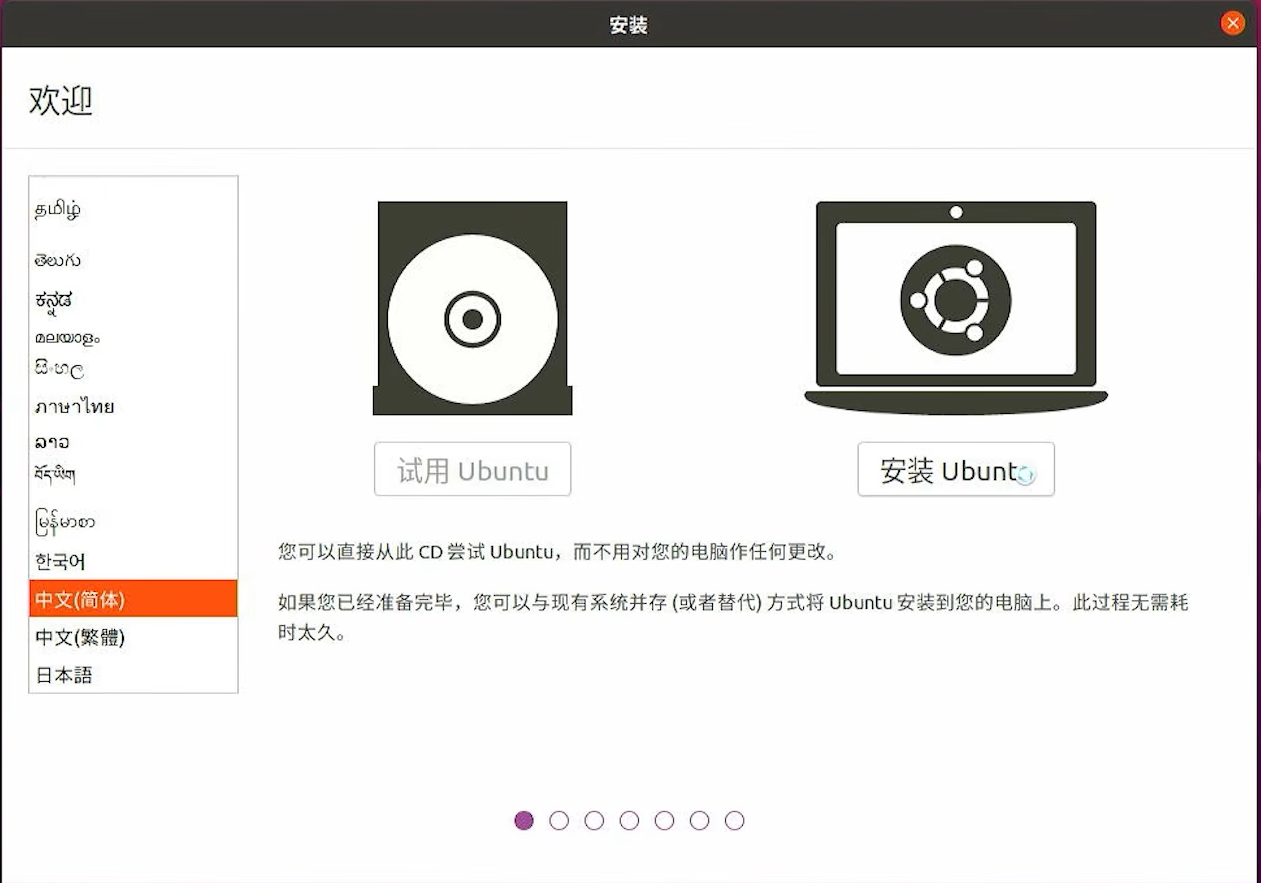 安装
欢迎
தமிழ்
తెలుగు
ಕನ್ನಡ
മലയാളം
සිංහල
ภาษาไทย
ລາວ
བོད་ཡིག
မြန်မာစာ
한국어
中文(简体)
中文(繁體)
日本語
试用 Ubuntu
安装 Ubunt
您可以直接从此 CD 尝试 Ubuntu，而不用对您的电脑作任何更改。
如果您已经准备完毕，您可以与现有系统并存 (或者替代) 方式将 Ubuntu 安装到您的电脑上。此过程无需耗
时太久。